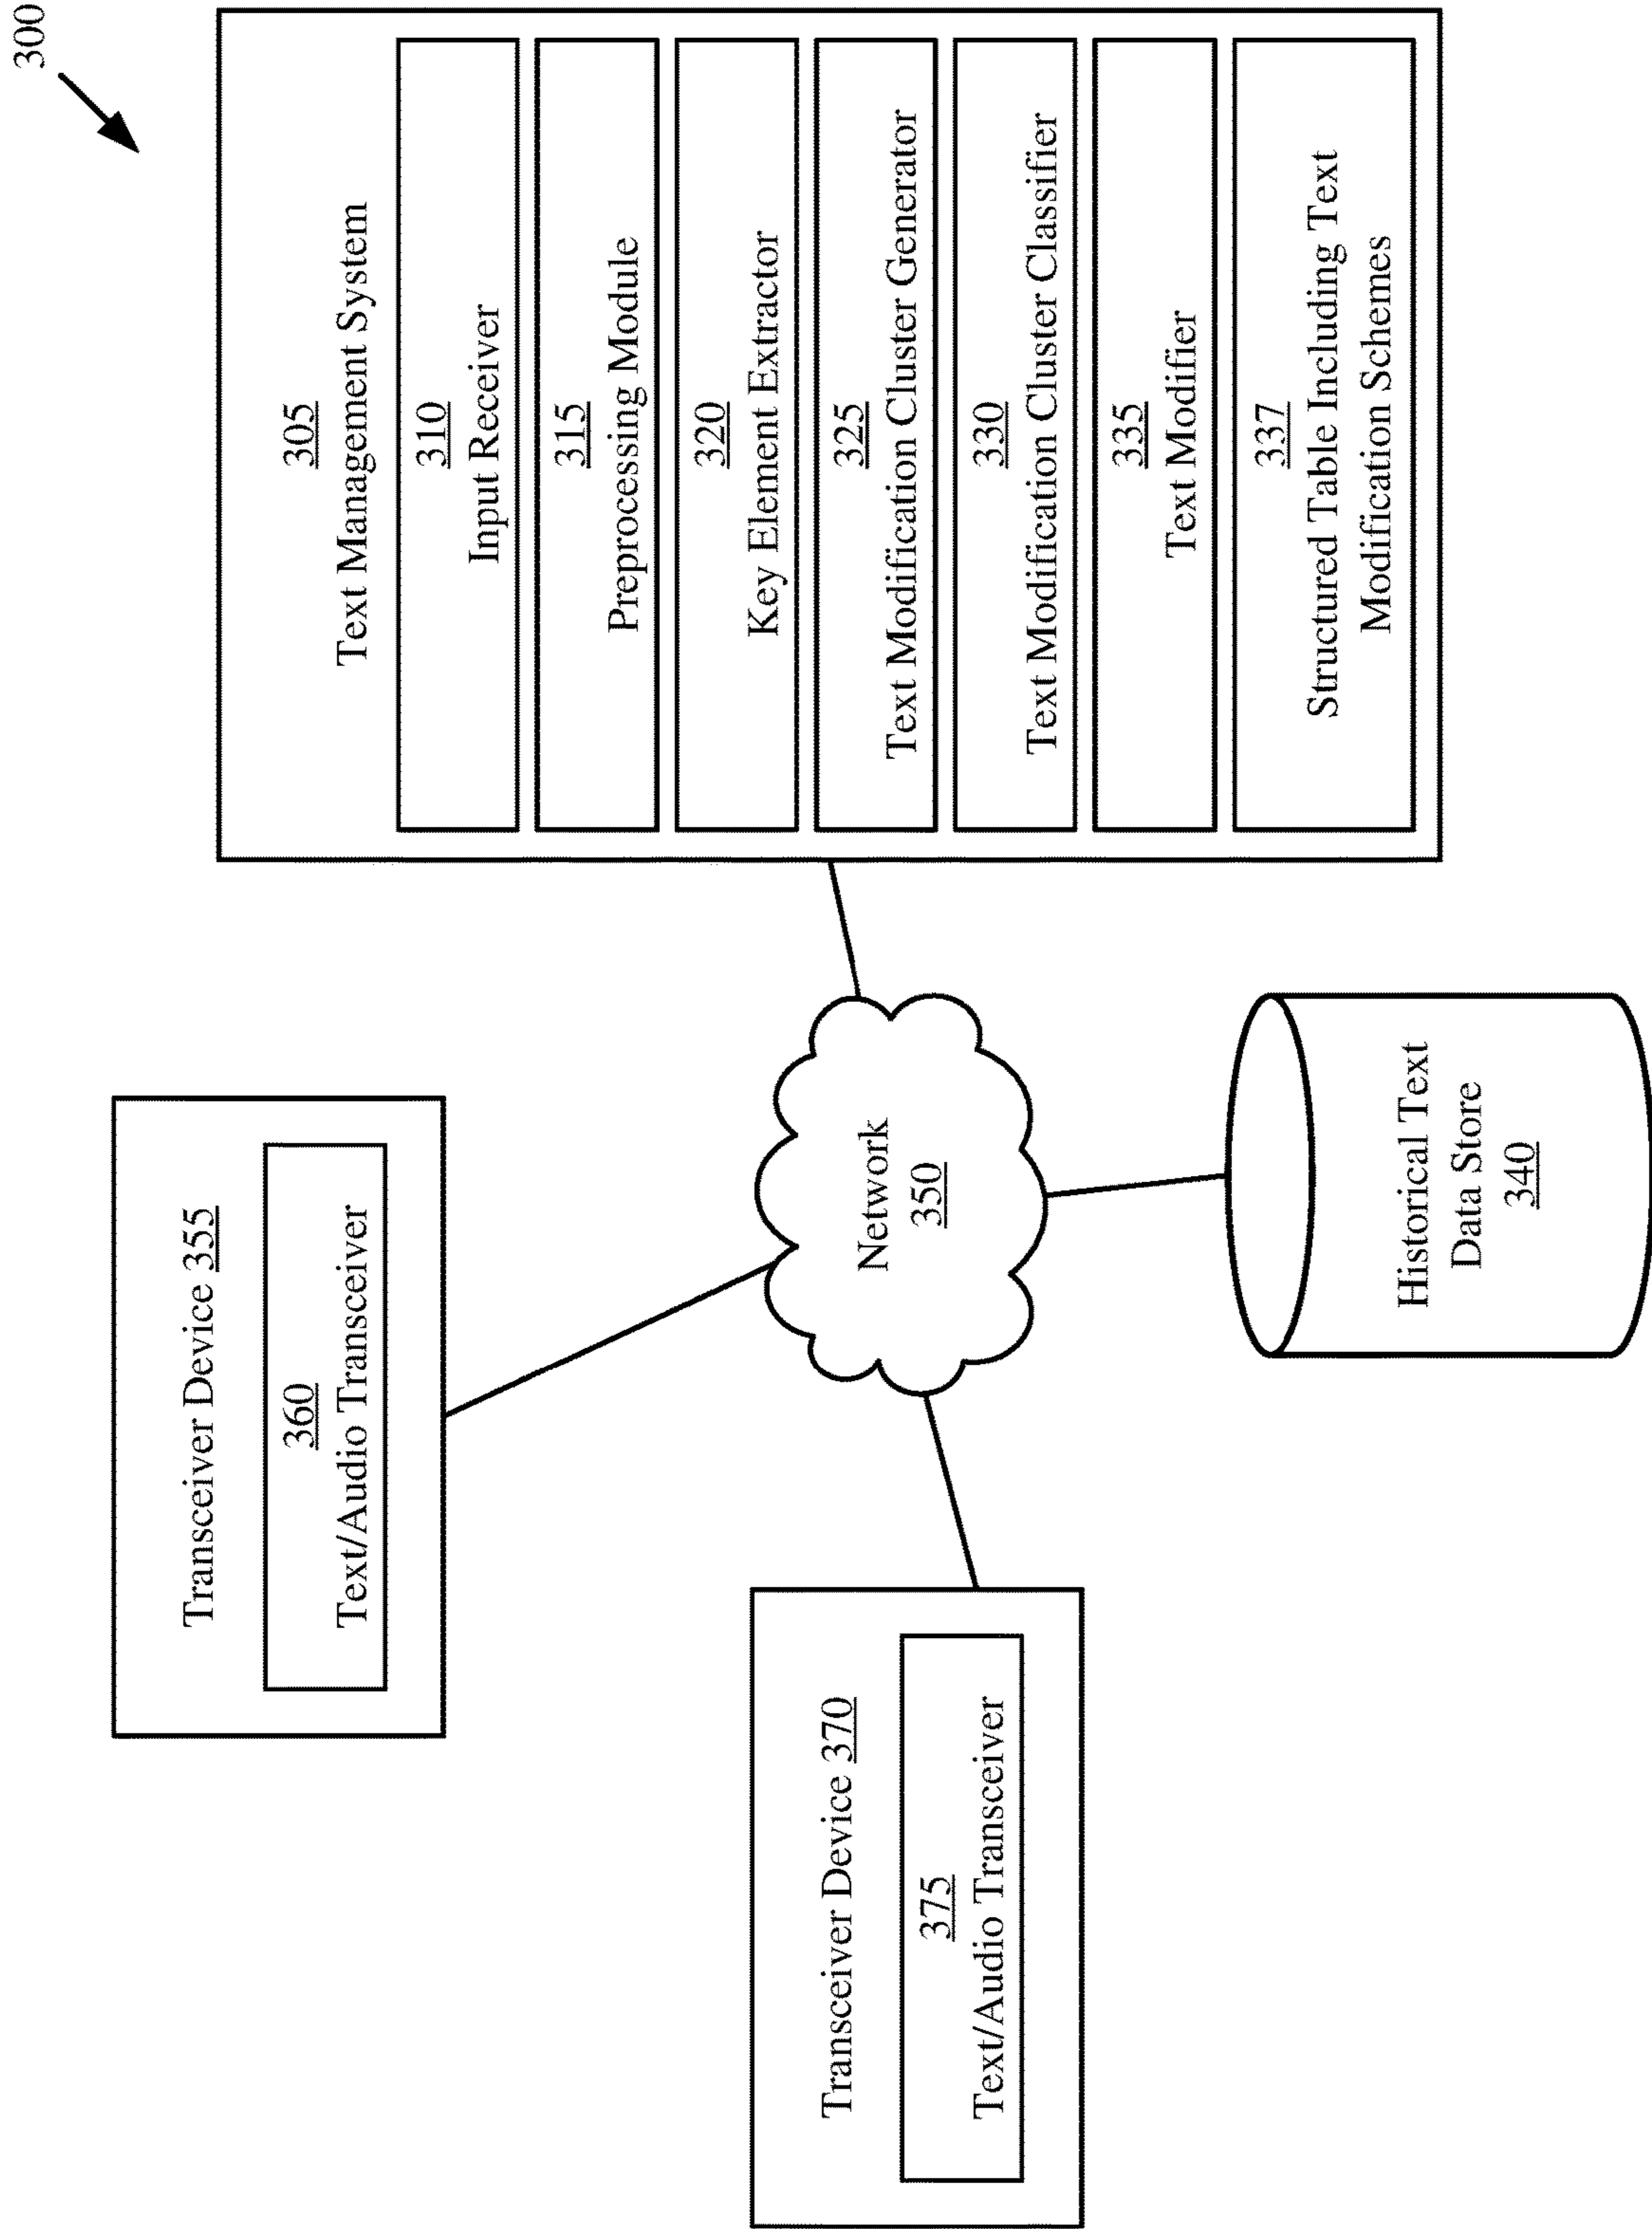 300
305
Text Management System
310
Input Receiver
315
Preprocessing Module
320
Key Element Extractor
325
Text Modification Cluster Generator
330
Text Modification Cluster Classifier
335
Text Modifier
337
Structured Table Including Text
Modification Schemes
Transceiver Device 355
360
Text/Audio Transceiver
Network
350
Historical Text
Data Store
340
Transceiver Device 370
375
Text/Audio Transceiver